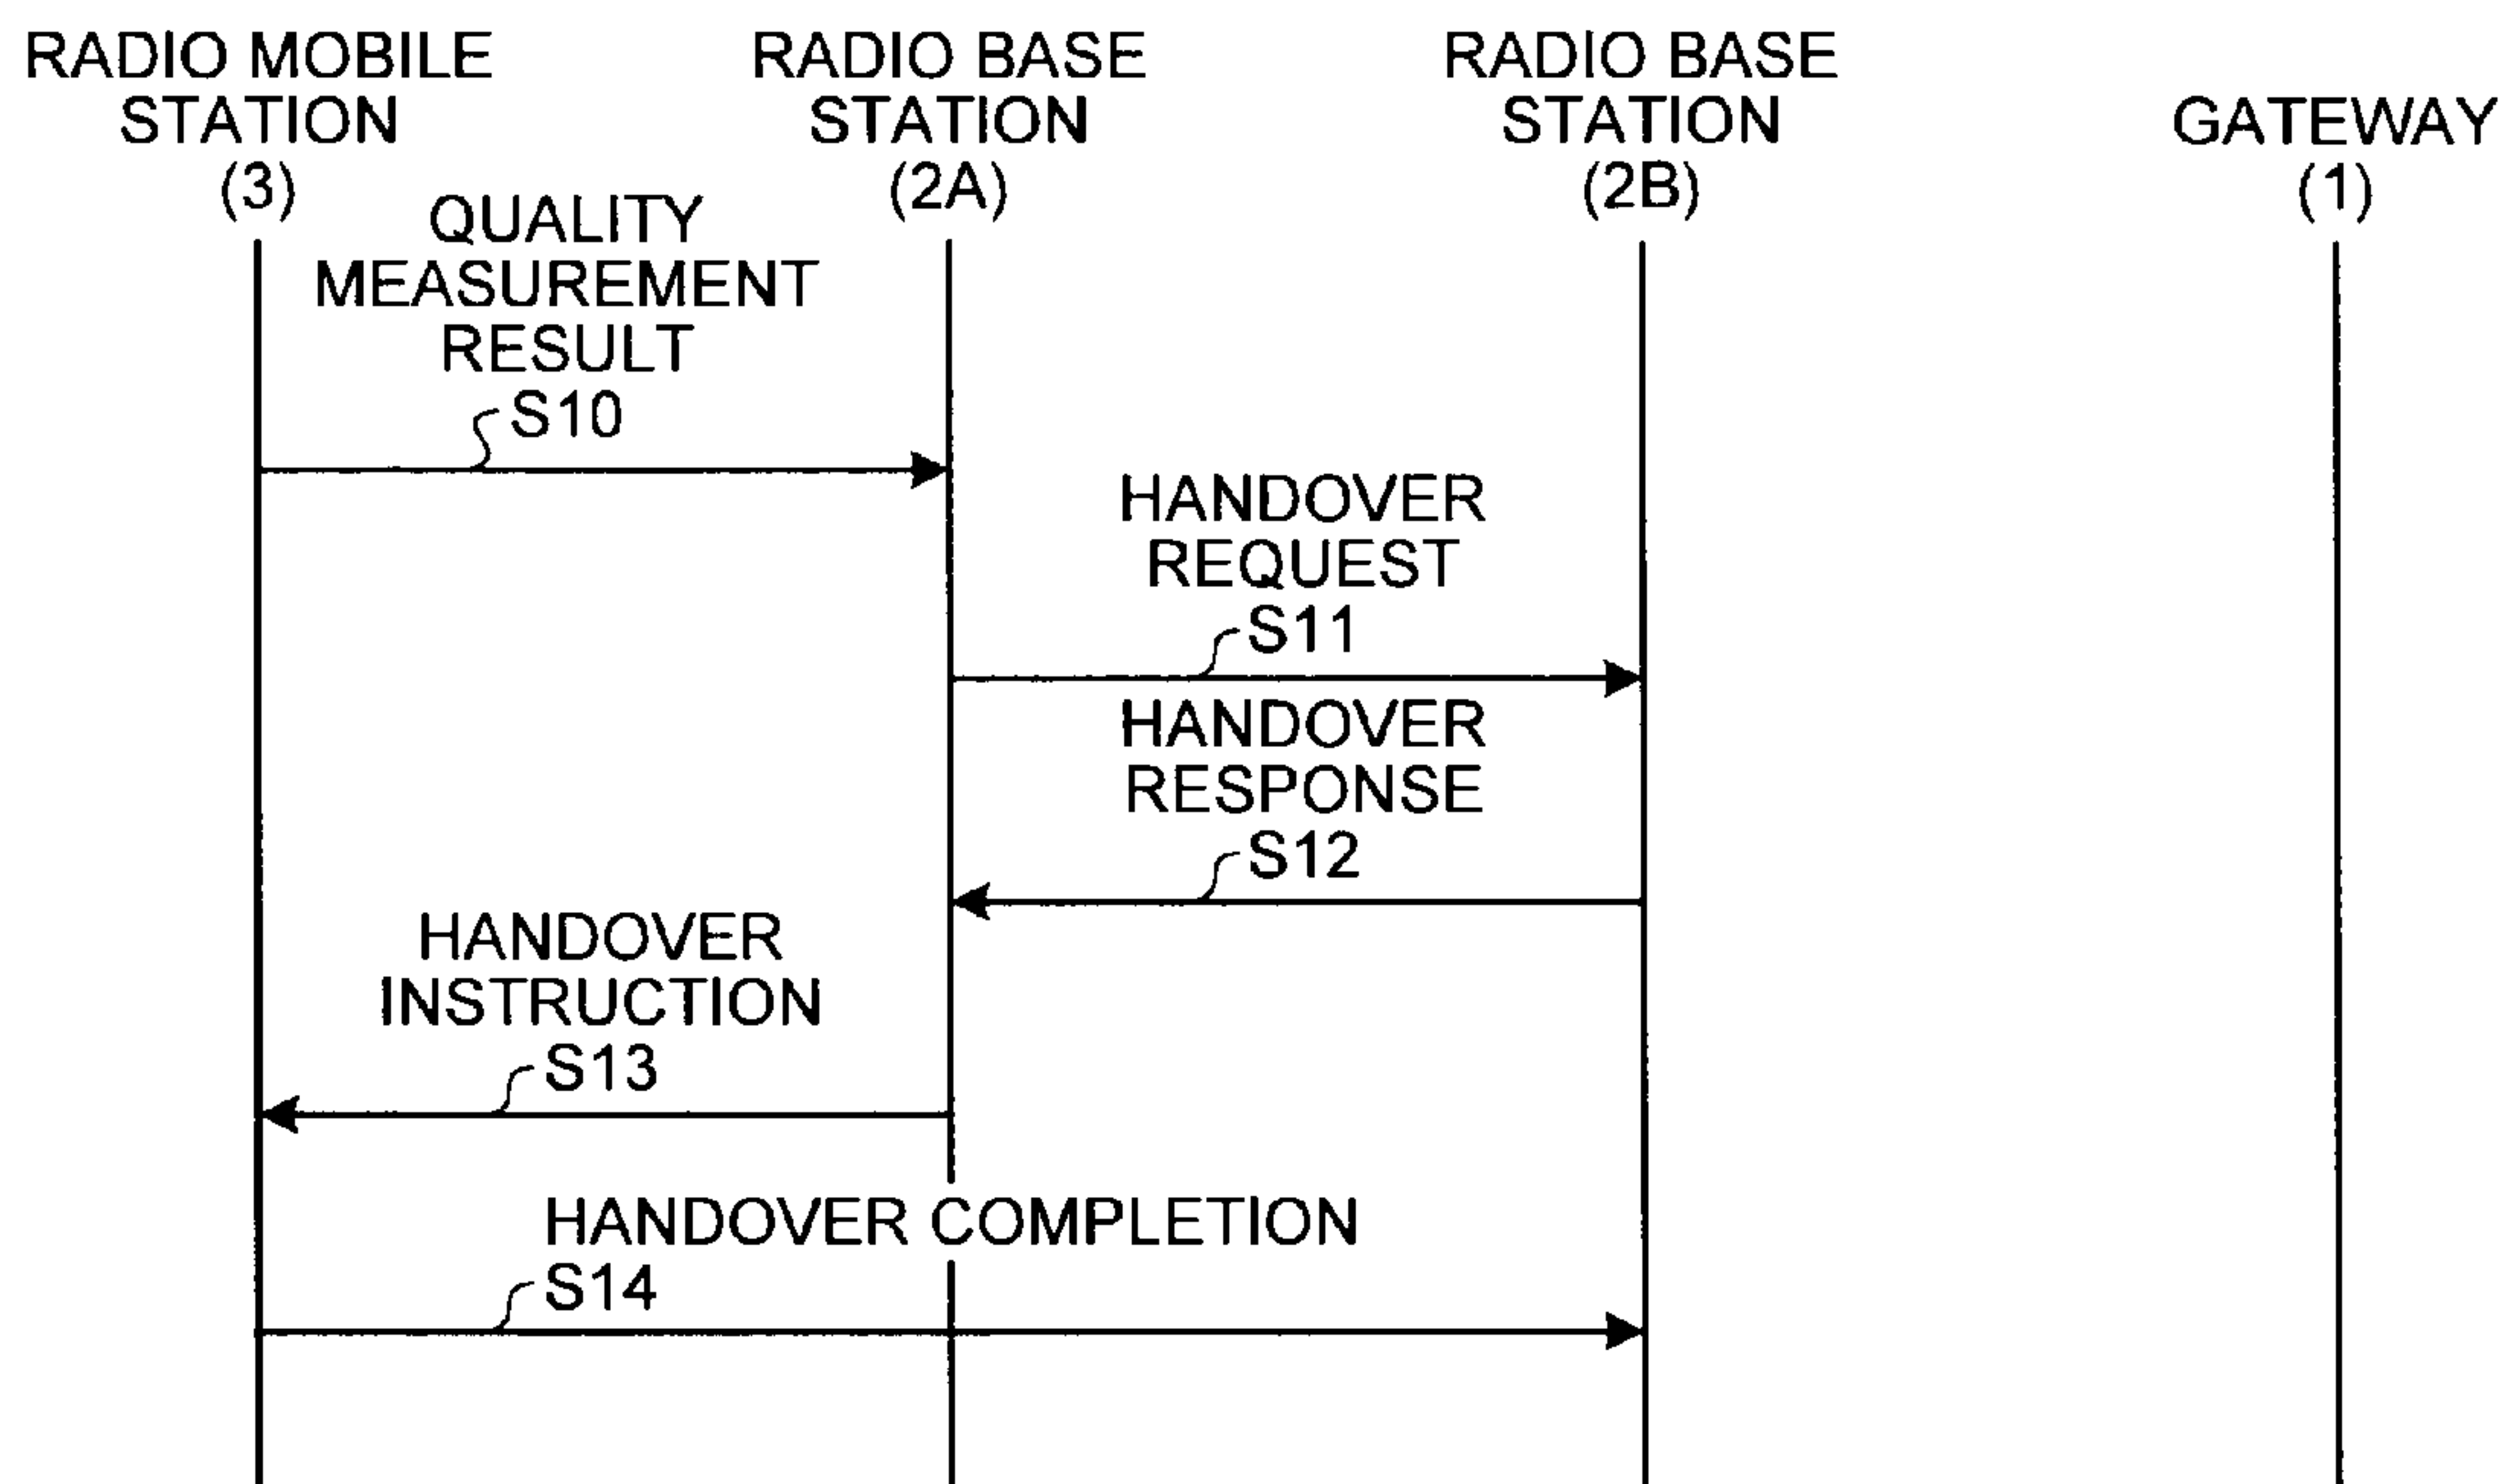 RADIO MOBILE
STATION
(3)
RADIO BASE
STATION
(2A)
RADIO BASE
STATION
(2B)
GATEWAY
(1)
QUALITY
MEASUREMENT
RESULT
S10
HANDOVER
REQUEST
S11
HANDOVER
RESPONSE
S12
HANDOVER
INSTRUCTION
S13
HANDOVER COMPLETION
S14